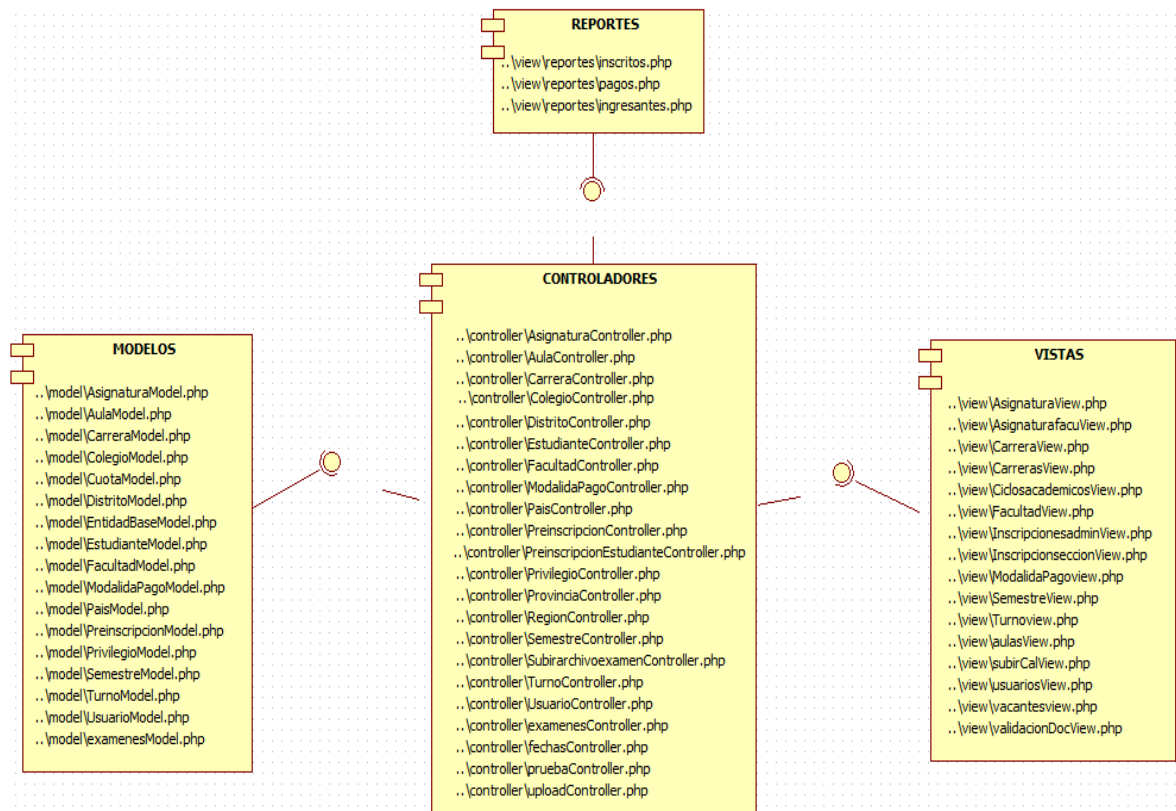 REPORTES
..\view\reportes\inscritos.php
..\view\reportes\pagos.php
..\view\reportes\ingresantes.php
CONTROLADORES
..\controller\AsignaturaController.php
..\controller\AulaController.php
..\controller\CarreraController.php
..\controller\ColegioController.php
..\controller\DistritoController.php
..\controller\EstudianteController.php
..\controller\FacultadController.php
..\controller\ModalidaPagoController.php
..\controller\PaisController.php
..\controller\PreinscripcionController.php
..\controller\PreinscripcionEstudianteController.php
..\controller\PrivilegioController.php
..\controller\ProvinciaController.php
..\controller\RegionController.php
..\controller\SemestreController.php
..\controller\SubirarchivoexamenController.php
..\controller\TurnoController.php
..\controller\UsuarioController.php
..\controller\examenesController.php
..\controller\fechasController.php
..\controller\pruebaController.php
..\controller\uploadController.php
MODELOS
..\model\AsignaturaModel.php
..\model\AulaModel.php
..\model\CarreraModel.php
..\model\ColegioModel.php
..\model\CuotaModel.php
..\model\DistritoModel.php
..\model\EntidadBaseModel.php
..\model\EstudianteModel.php
..\model\FacultadModel.php
..\model\ModalidaPagoModel.php
..\model\PaisModel.php
..\model\PreinscripcionModel.php
..\model\PrivilegioModel.php
..\model\SemestreModel.php
..\model\TurnoModel.php
..\model\UsuarioModel.php
..\model\examenesModel.php
VISTAS
..\view\AsignaturaView.php
..\view\AsignaturafacuView.php
..\view\CarreraView.php
..\view\CarrerasView.php
..\view\CiclosacademicosView.php
..\view\FacultadView.php
..\view\InscripcionesadminView.php
..\view\InscripcionseccionView.php
..\view\ModalidaPagoview.php
..\view\SemestreView.php
..\view\Turnoview.php
..\view\aulasView.php
..\view\subirCalView.php
..\view\usuariosView.php
..\view\vacantesview.php
..\view\validacionDocView.php